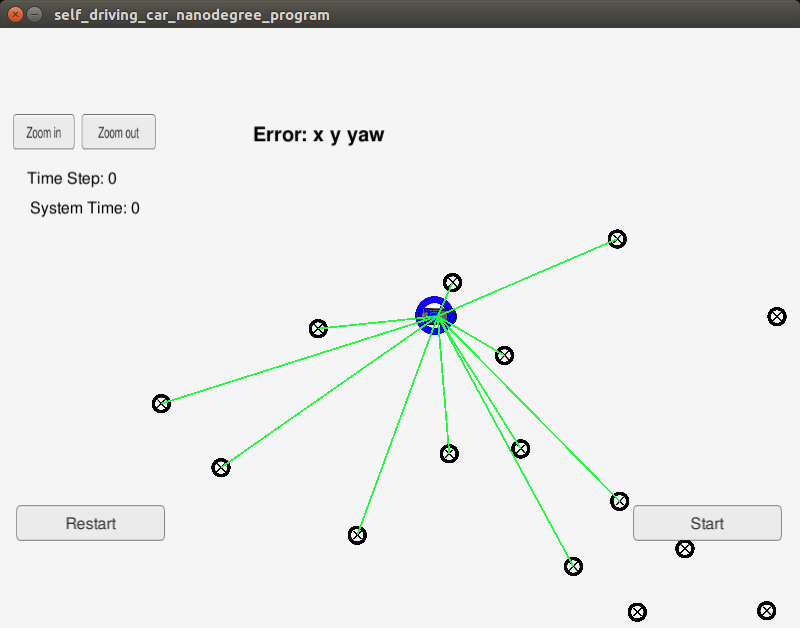 self_driving_car_nanodegree_program
Zoom in
Zoom out
Error: x y yaw
Time Step: 0
System Time: 0
Restart
Start